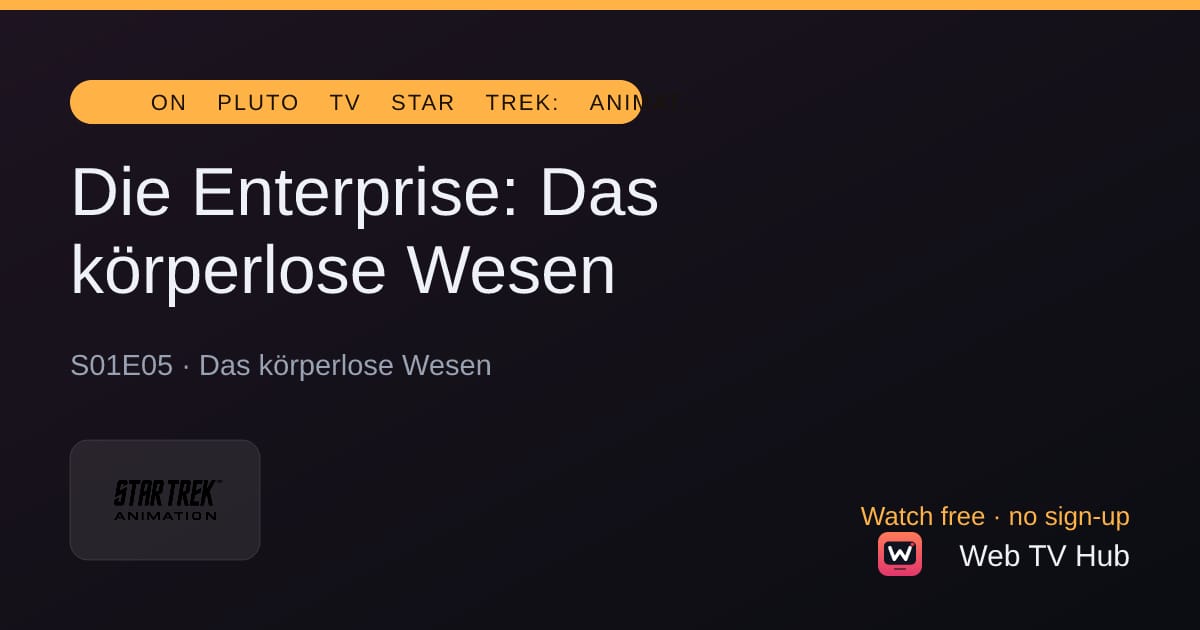 ON PLUTO TV STAR TREK:
Die Enterprise: Das
körperlose Wesen
S01E05 · Das körperlose Wesen
STAR TREK™
ANIMATION
Watch free · no sign-up
W
Web TV Hub